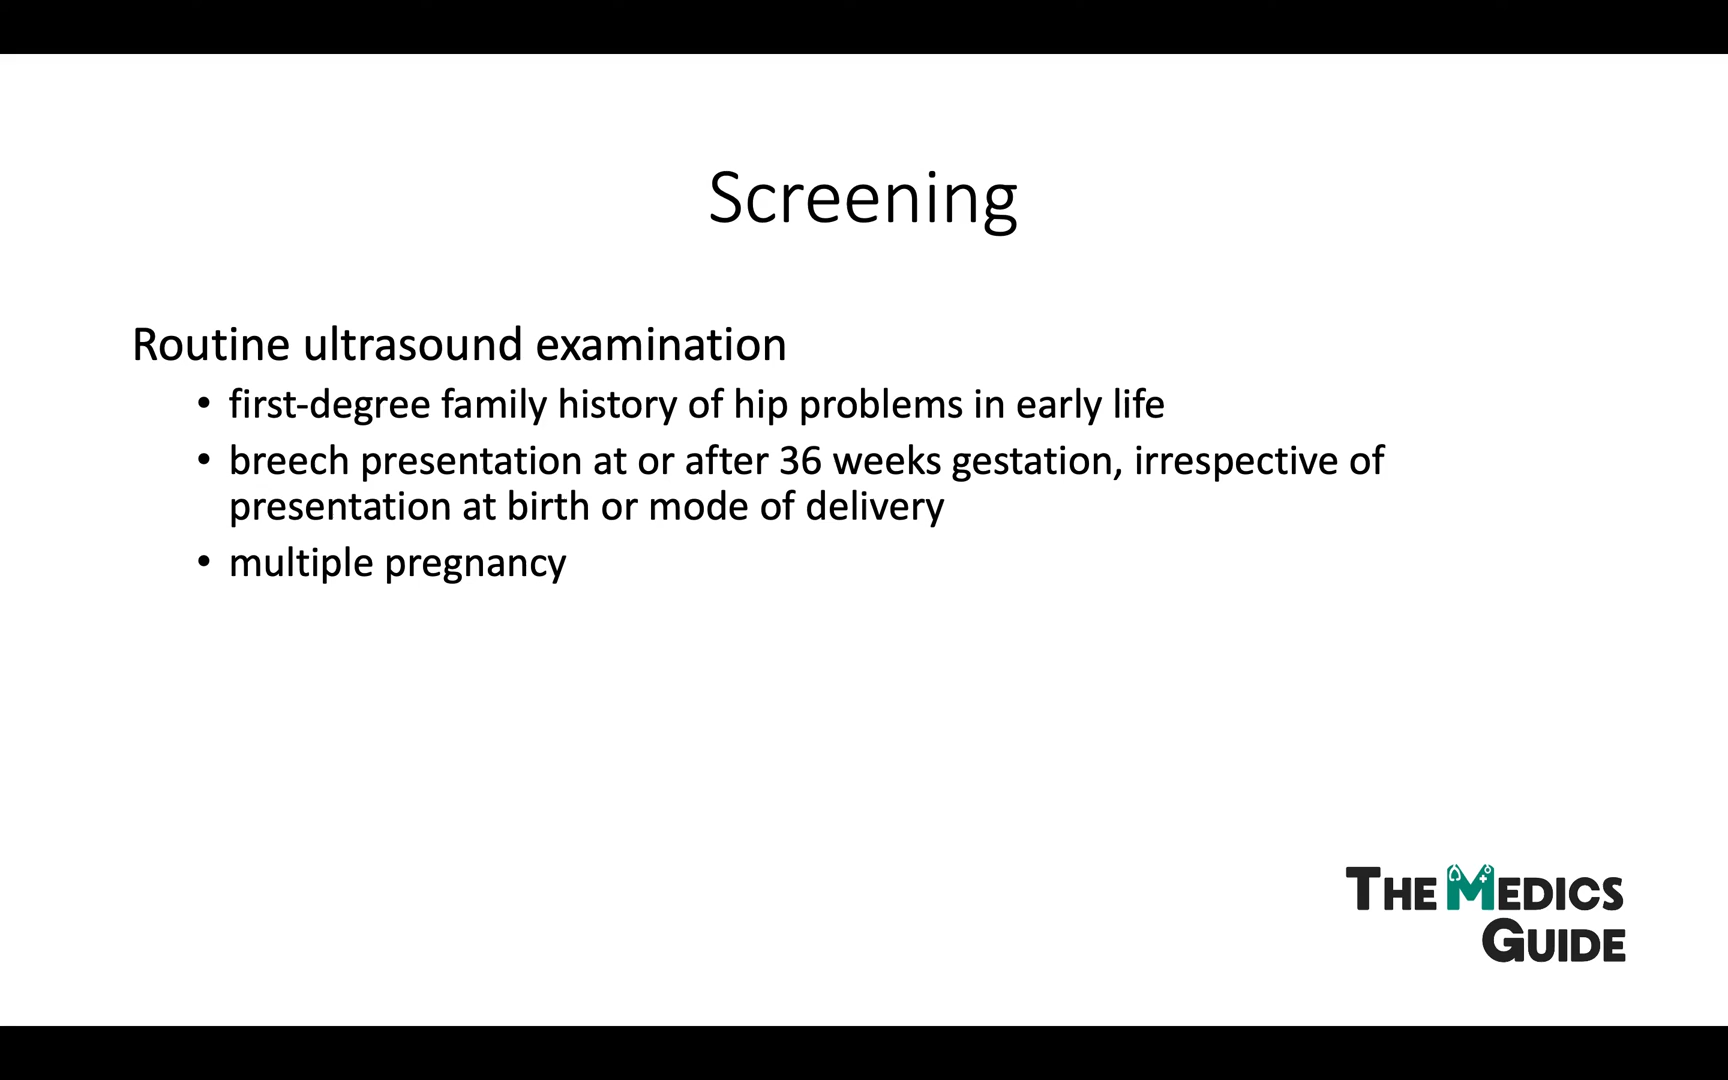 Screening
Routine ultrasound examination
• first-degree family history of hip problems in early life
• breech presentation at or after 36 weeks gestation, irrespective of
presentation at birth or mode of delivery
• multiple pregnancy
THE MEDICS
GUIDE